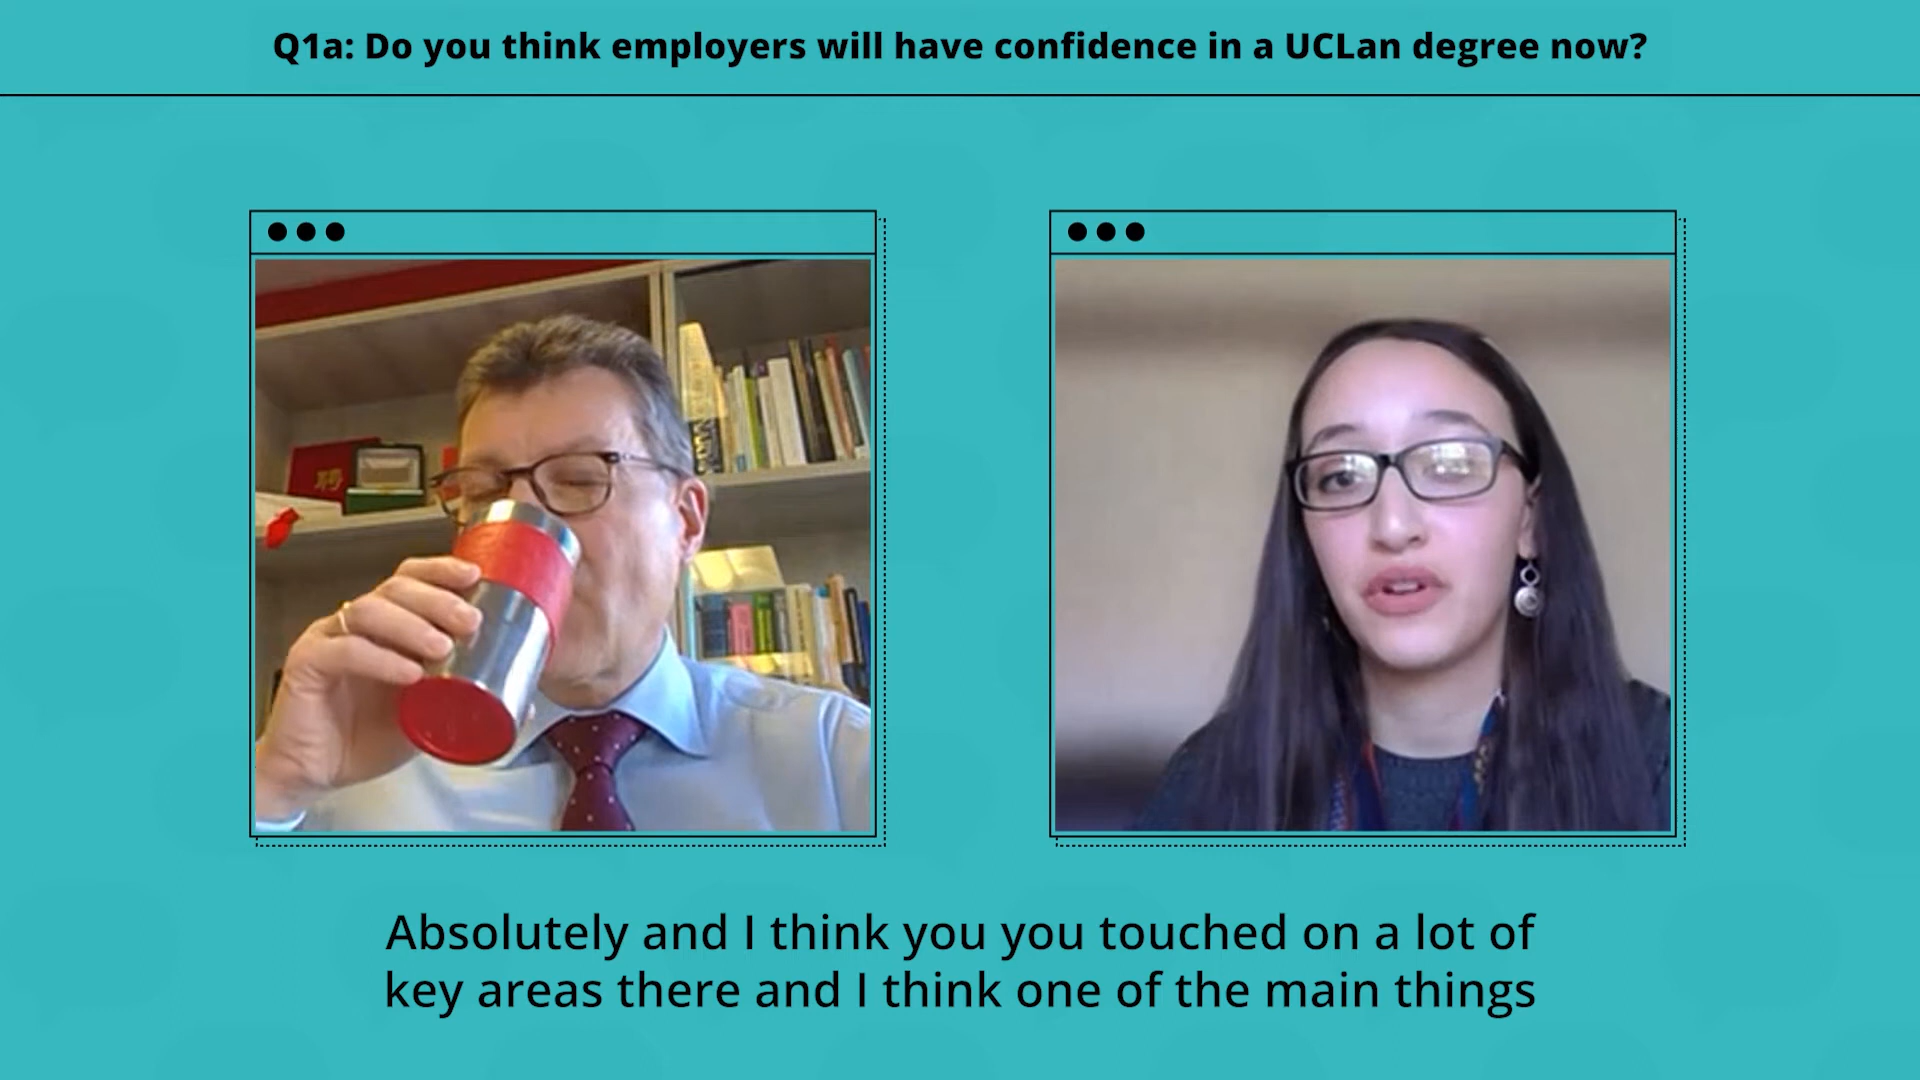 Q1a: Do you think employers will have confidence in a UCLan degree now?
Absolutely and I think you you touched on a lot of
key areas there and I think one of the main things